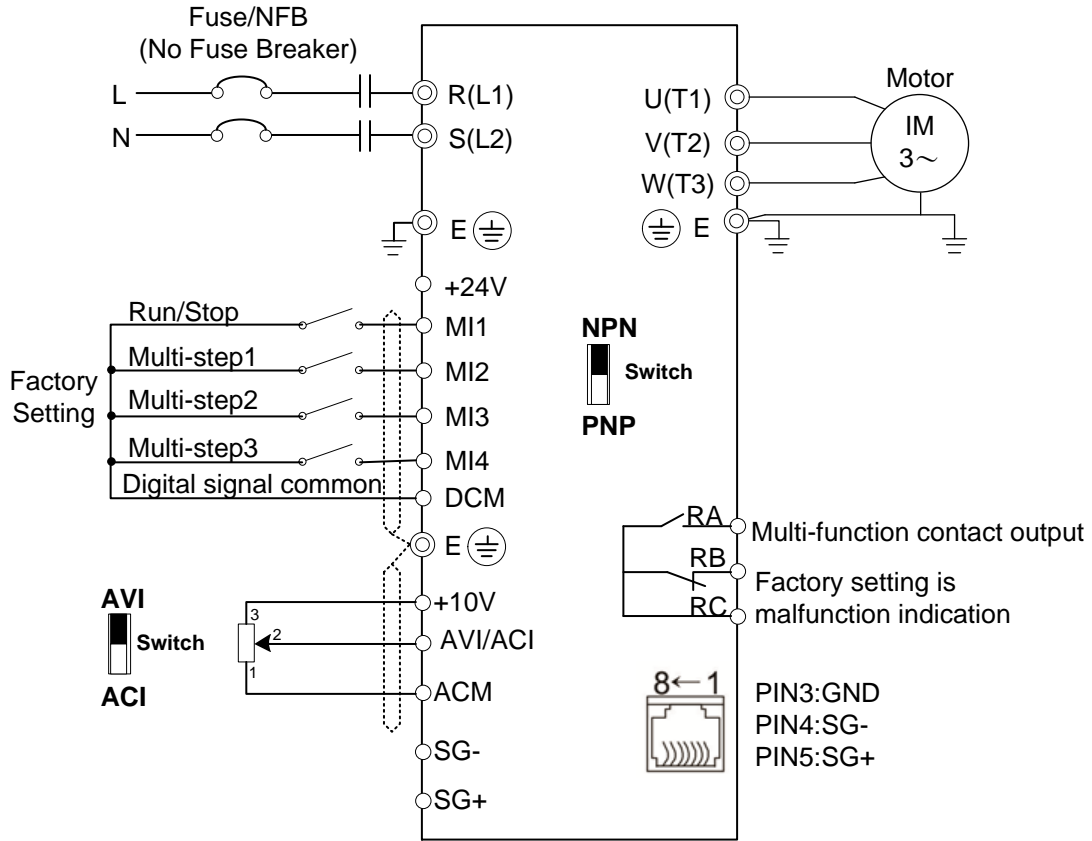 Fuse/NFB
(No Fuse Breaker)
L
N
R(L1)
S(L2)
E
+24V
Run/Stop
MI1
Multi-step1
MI2
Factory
Setting
Multi-step2
MI3
Multi-step3
MI4
Digital signal common
DCM
E
AVI
Switch
ACI
3
2
1
+10V
AVI/ACI
ACM
SG-
SG+
U(T1)
V(T2)
W(T3)
E
Motor
IM
3～
NPN
Switch
PNP
RA
RB
RC
Multi-function contact output
Factory setting is
malfunction indication
8←1
PIN3:GND
PIN4:SG-
PIN5:SG+